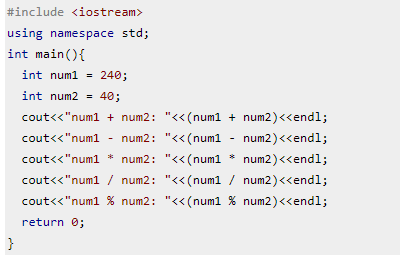 #include <iostream>
using namespace std;
int main(){
  int num1 = 240;
  int num2 = 40;
  cout<<"num1 + num2: "<<(num1 + num2)<<endl;
  cout<<"num1 - num2: "<<(num1 - num2)<<endl;
  cout<<"num1 * num2: "<<(num1 * num2)<<endl;
  cout<<"num1 / num2: "<<(num1 / num2)<<endl;
  cout<<"num1 % num2: "<<(num1 % num2)<<endl;
  return 0;
}